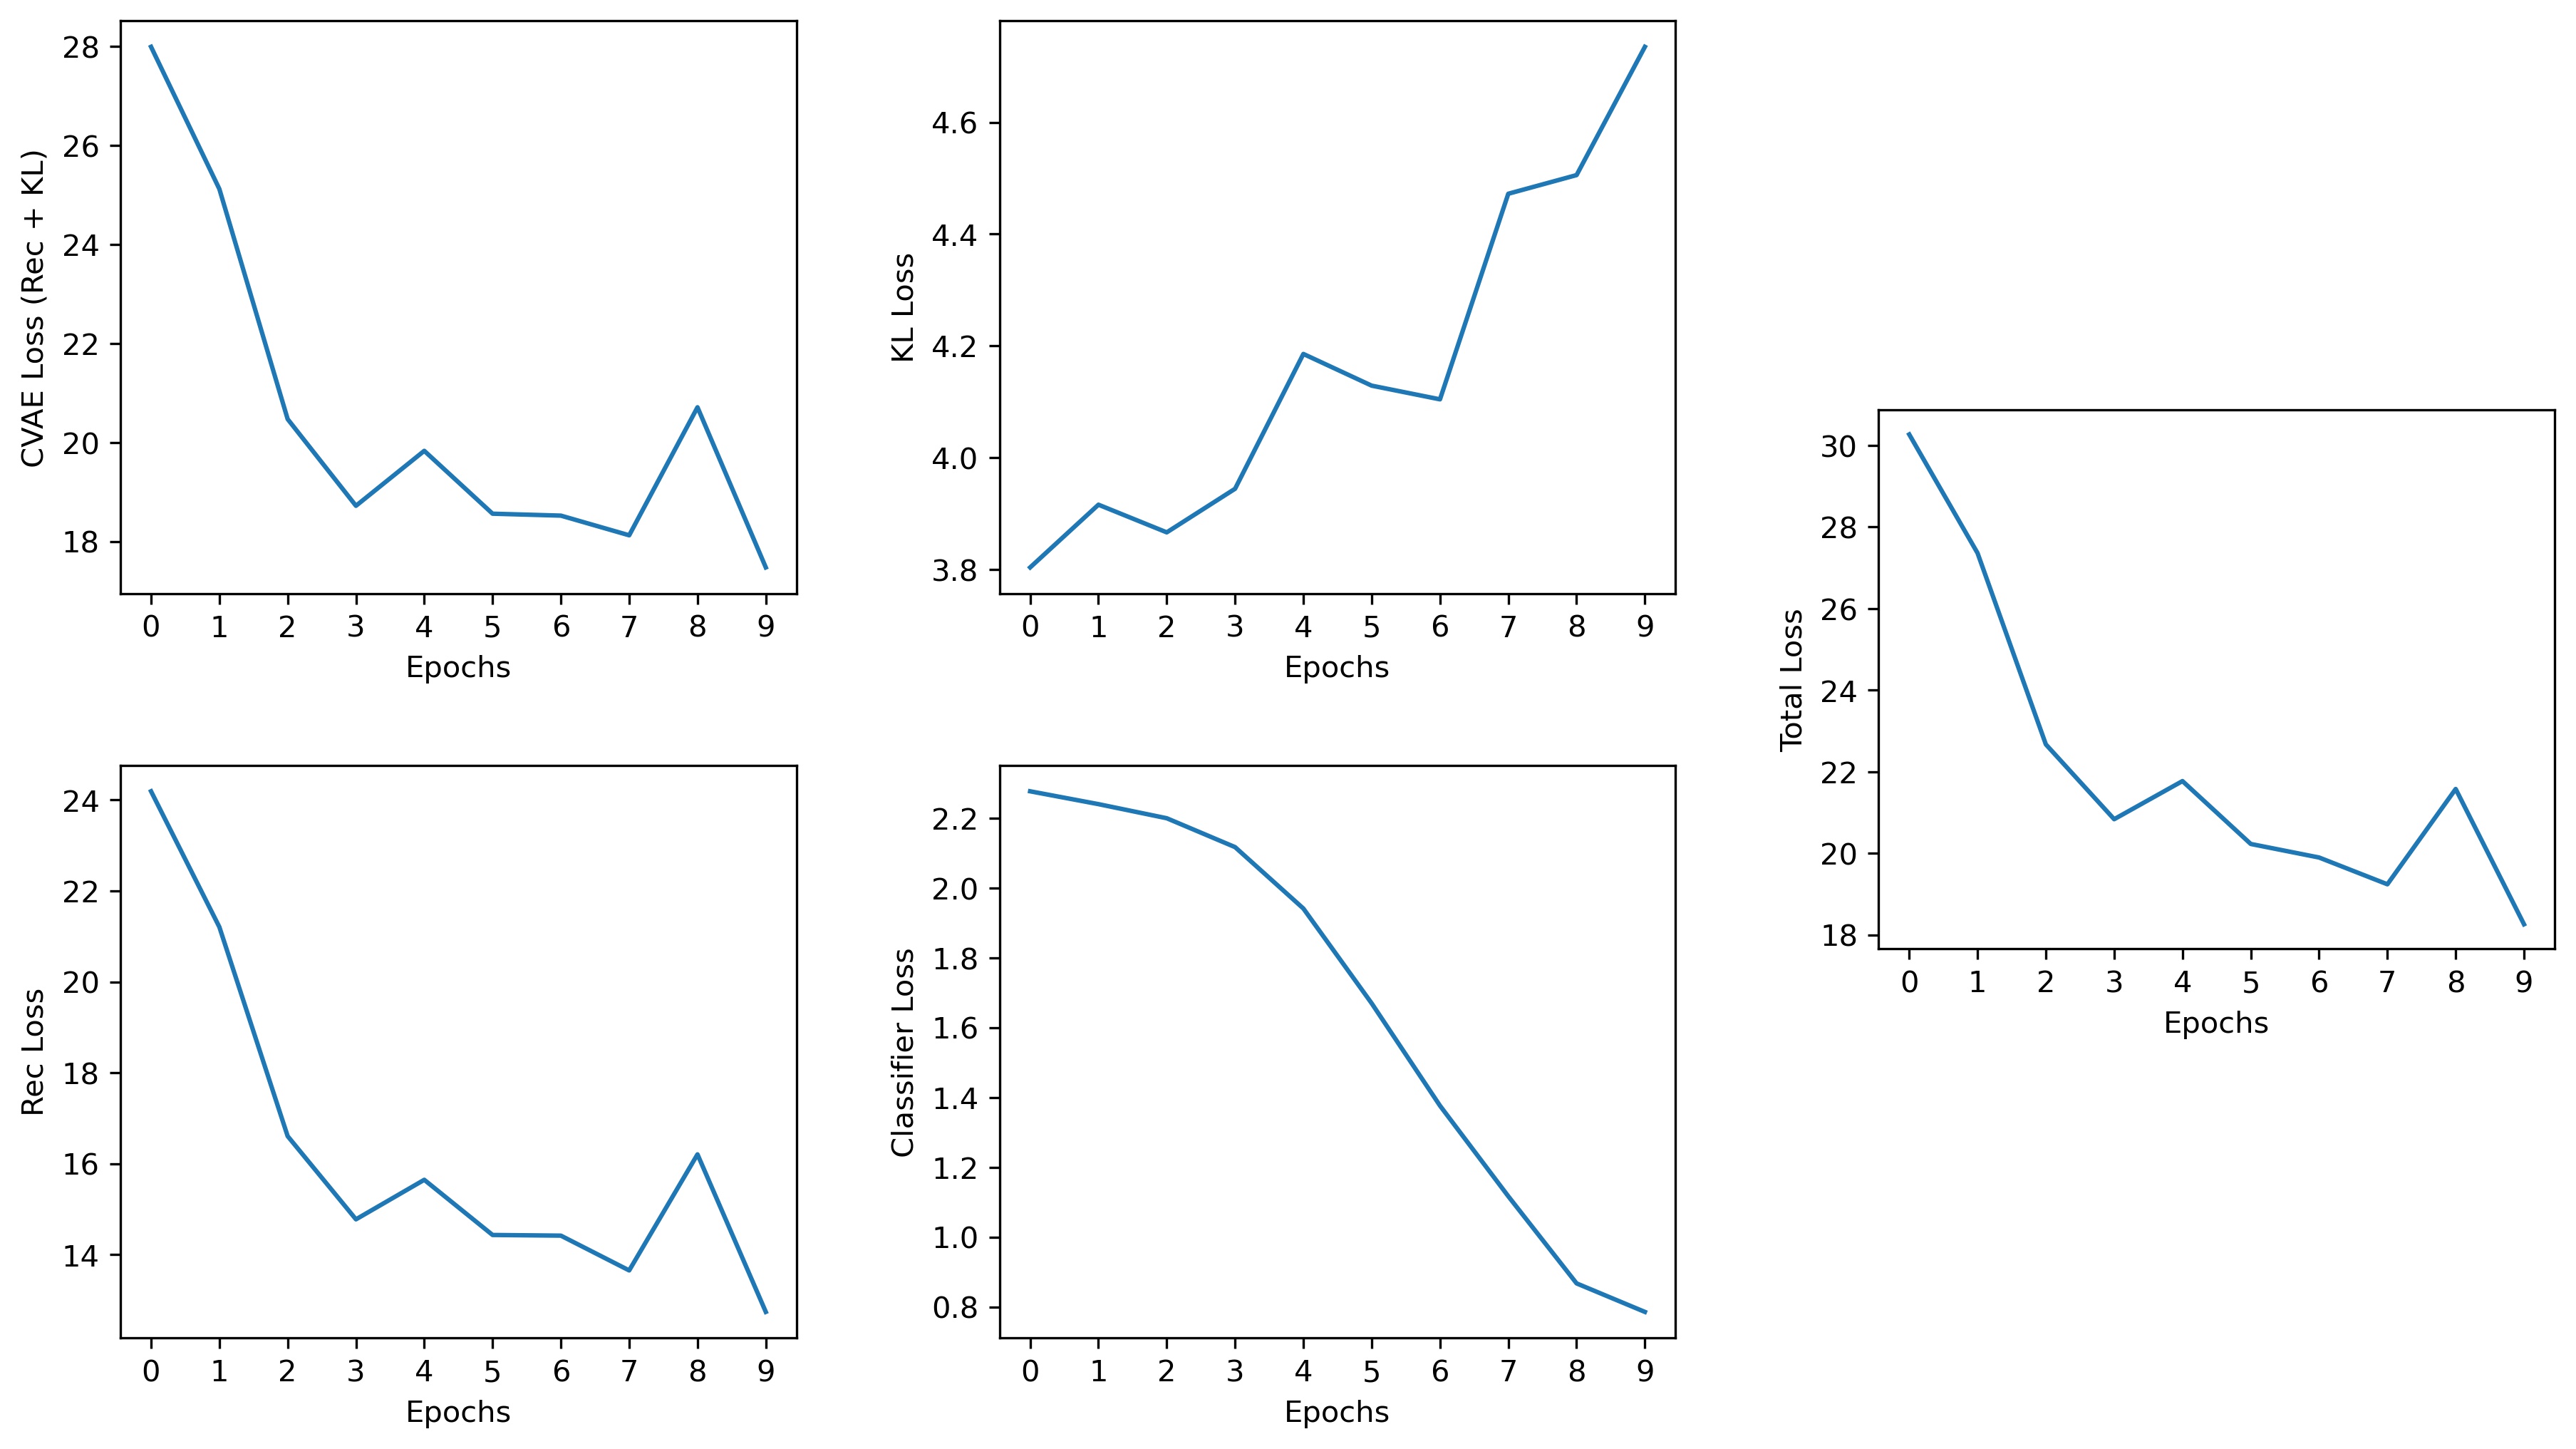 CVAE Loss (Rec + KL)
28
26
24
22
20
18
0 1 2 3 4 5 6 7 8 9
Epochs
KL Loss
4.6
4.4
4.2
4.0
3.8
0 1 2 3 4 5 6 7 8 9
Epochs
Rec Loss
24
22
20
18
16
14
0 1 2 3 4 5 6 7 8 9
Epochs
Classifier Loss
2.2
2.0
1.8
1.6
1.4
1.2
1.0
0.8
0 1 2 3 4 5 6 7 8 9
Epochs
Total Loss
30
28
26
24
22
20
18
0 1 2 3 4 5 6 7 8 9
Epochs